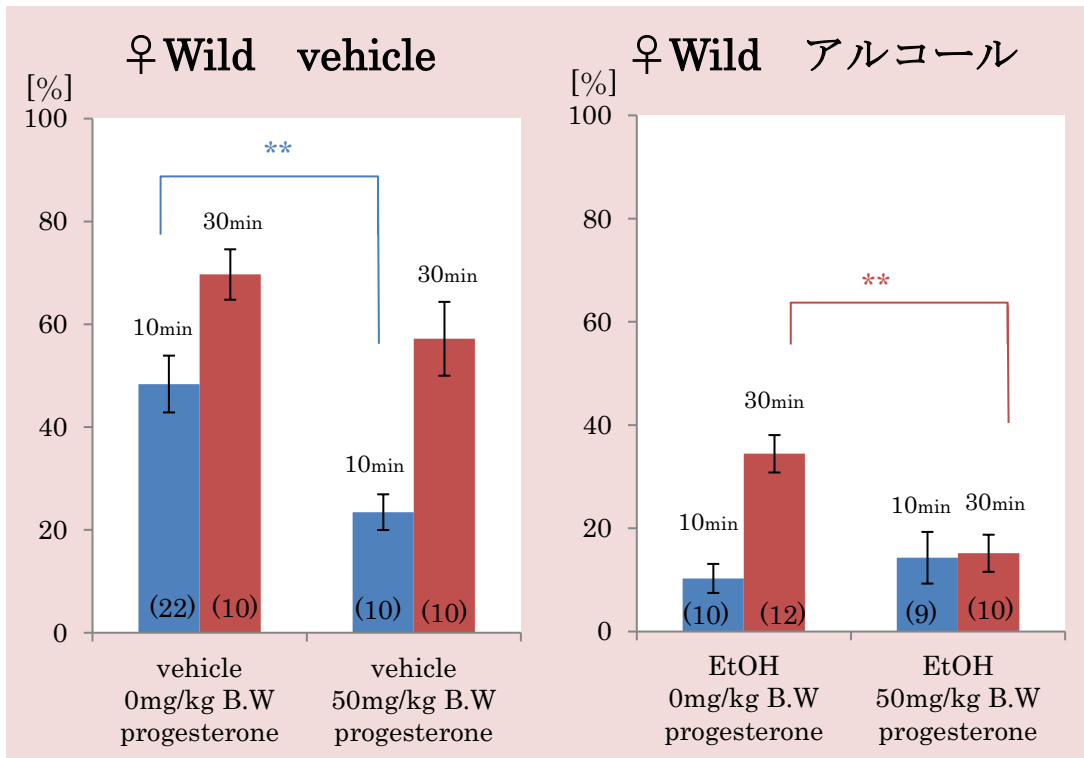 ♀Wild　vehicle
[%]
100
80
60
40
20
0
**
10min
30min
10min
30min
(22)
(10)
(10)
(10)
vehicle
0mg/kg B.W
progesterone
vehicle
50mg/kg B.W
progesterone
♀Wild　アルコール
[%]
100
80
60
40
20
0
**
10min
30min
10min
30min
(10)
(12)
(9)
(10)
EtOH
0mg/kg B.W
progesterone
EtOH
50mg/kg B.W
progesterone